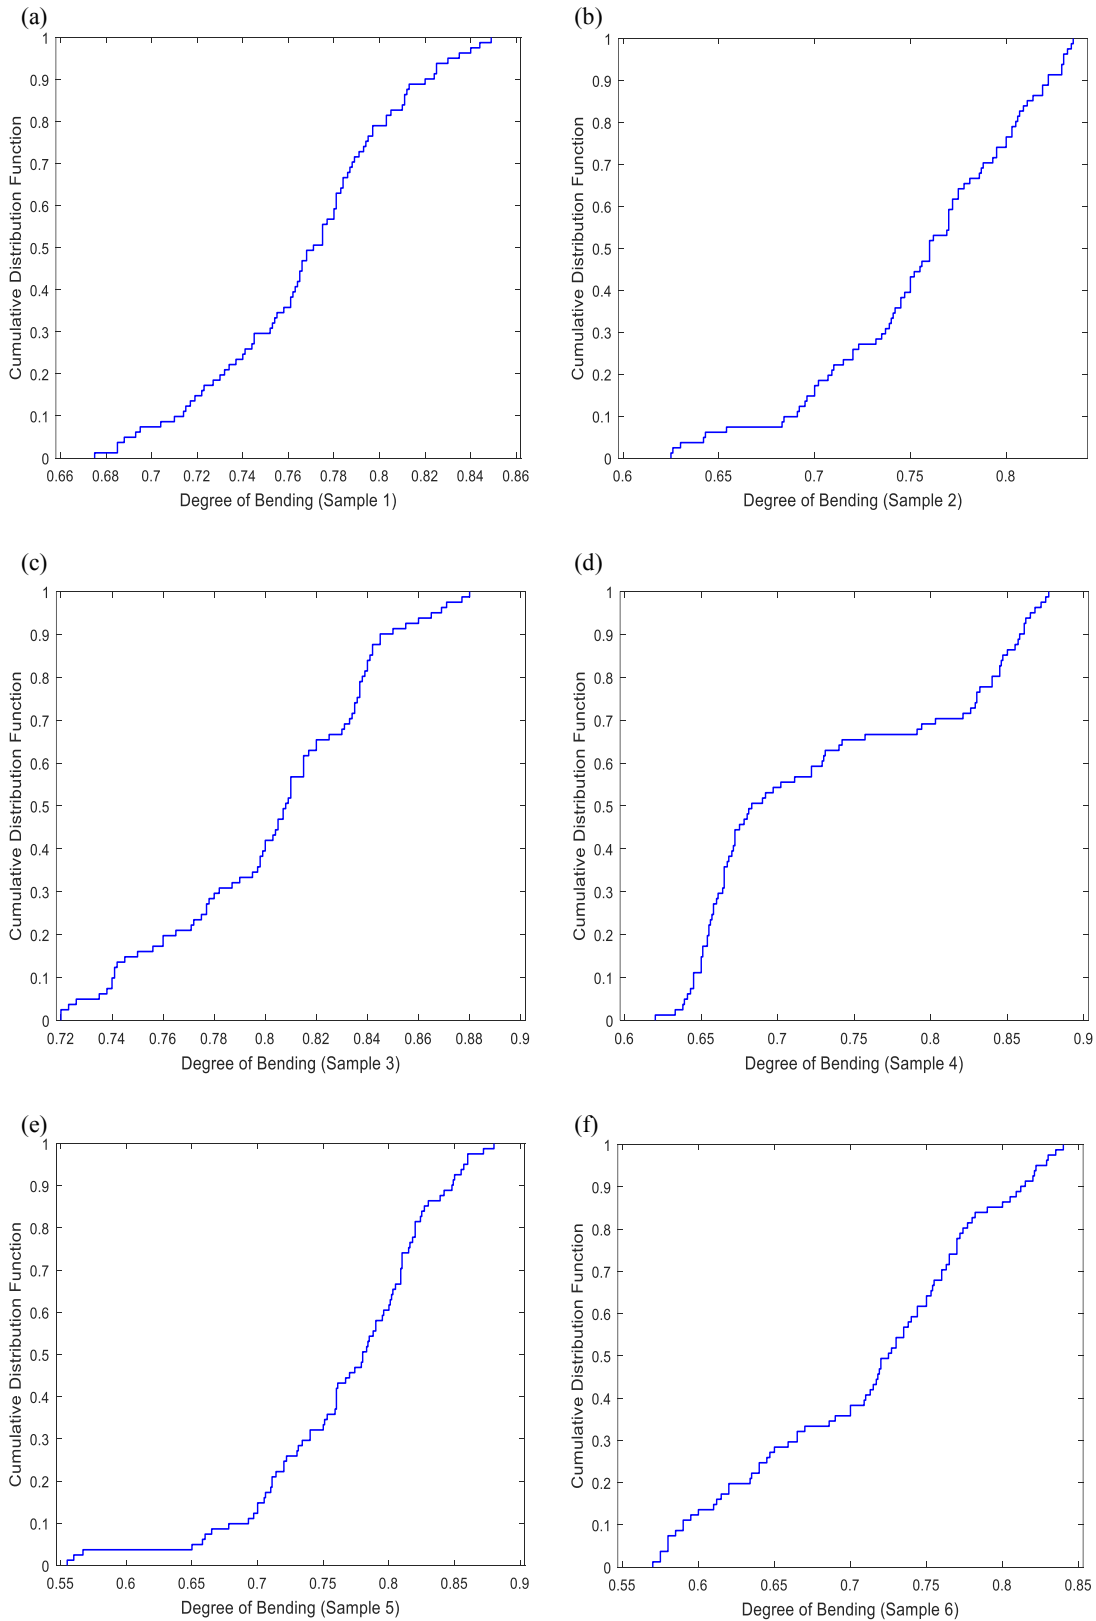 (a)
1
0.9
0.8
0.7
0.6
0.5
0.4
0.3
0.2
0.1
0
Cumulative Distribution Function
0.66 0.68 0.7 0.72 0.74 0.76 0.78 0.8 0.82 0.84 0.86
Degree of Bending (Sample 1)
(b)
1
0.9
0.8
0.7
0.6
0.5
0.4
0.3
0.2
0.1
0
Cumulative Distribution Function
0.6 0.65 0.7 0.75 0.8
Degree of Bending (Sample 2)
(c)
1
0.9
0.8
0.7
0.6
0.5
0.4
0.3
0.2
0.1
0
Cumulative Distribution Function
0.72 0.74 0.76 0.78 0.8 0.82 0.84 0.86 0.88 0.9
Degree of Bending (Sample 3)
(d)
1
0.9
0.8
0.7
0.6
0.5
0.4
0.3
0.2
0.1
0
Cumulative Distribution Function
0.6 0.65 0.7 0.75 0.8 0.85 0.9
Degree of Bending (Sample 4)
(e)
1
0.9
0.8
0.7
0.6
0.5
0.4
0.3
0.2
0.1
0
Cumulative Distribution Function
0.55 0.6 0.65 0.7 0.75 0.8 0.85 0.9
Degree of Bending (Sample 5)
(f)
1
0.9
0.8
0.7
0.6
0.5
0.4
0.3
0.2
0.1
0
Cumulative Distribution Function
0.55 0.6 0.65 0.7 0.75 0.8 0.85
Degree of Bending (Sample 6)